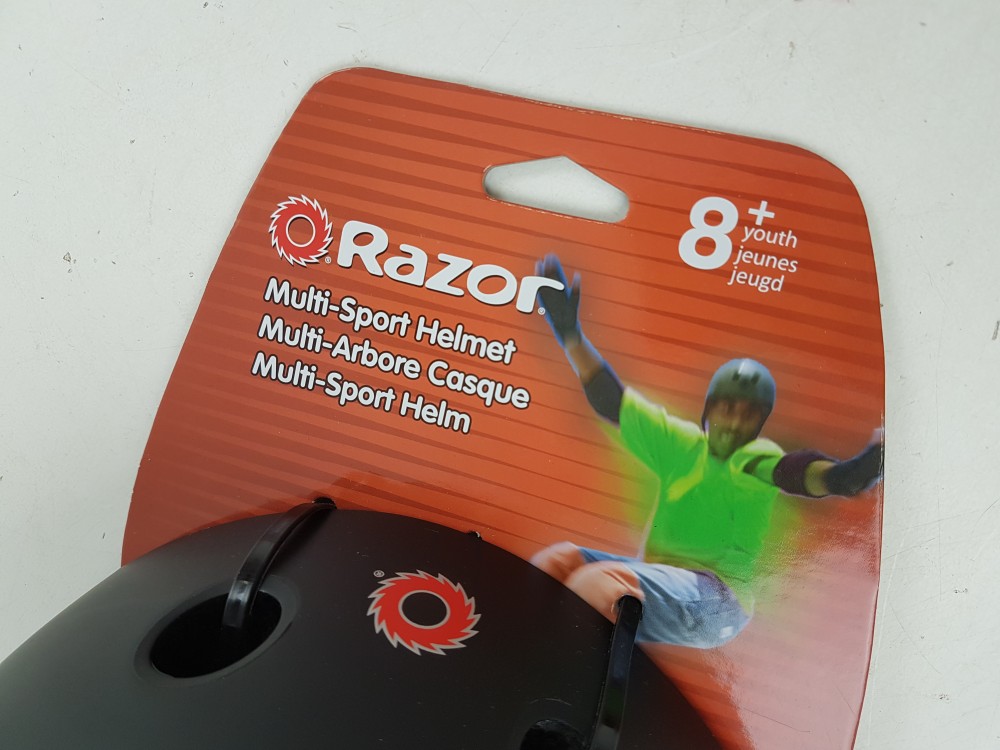 Razor®
Multi-Sport Helmet
Multi-Arbore Casque
Multi-Sport Helm
8+
youth
jeunes
jeugd
®